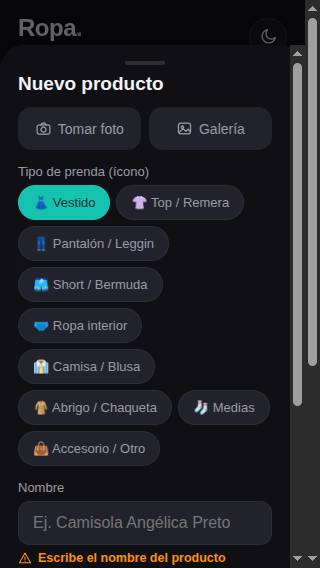 Ropa.
Nuevo producto
Tomar foto
Galería
Tipo de prenda (ícono)
Vestido
Top / Remera
Pantalón / Leggin
Short / Bermuda
Ropa interior
Camisa / Blusa
Abrigo / Chaqueta
Medias
Accesorio / Otro
Nombre
Ej. Camisola Angélica Preto
Escribe el nombre del producto